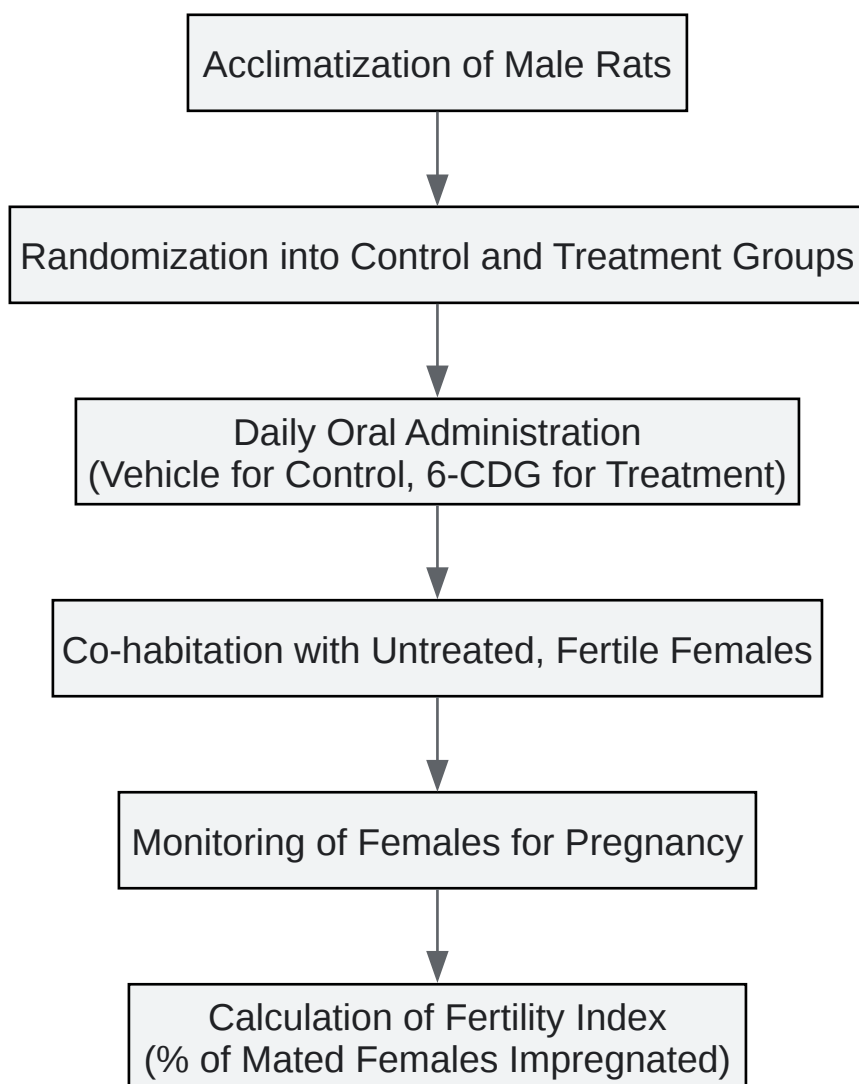 Acclimatization of Male Rats
Randomization into Control and Treatment Groups
Daily Oral Administration
(Vehicle for Control, 6-CDG for Treatment)
Co-habitation with Untreated, Fertile Females
Monitoring of Females for Pregnancy
Calculation of Fertility Index
(% of Mated Females Impregnated)